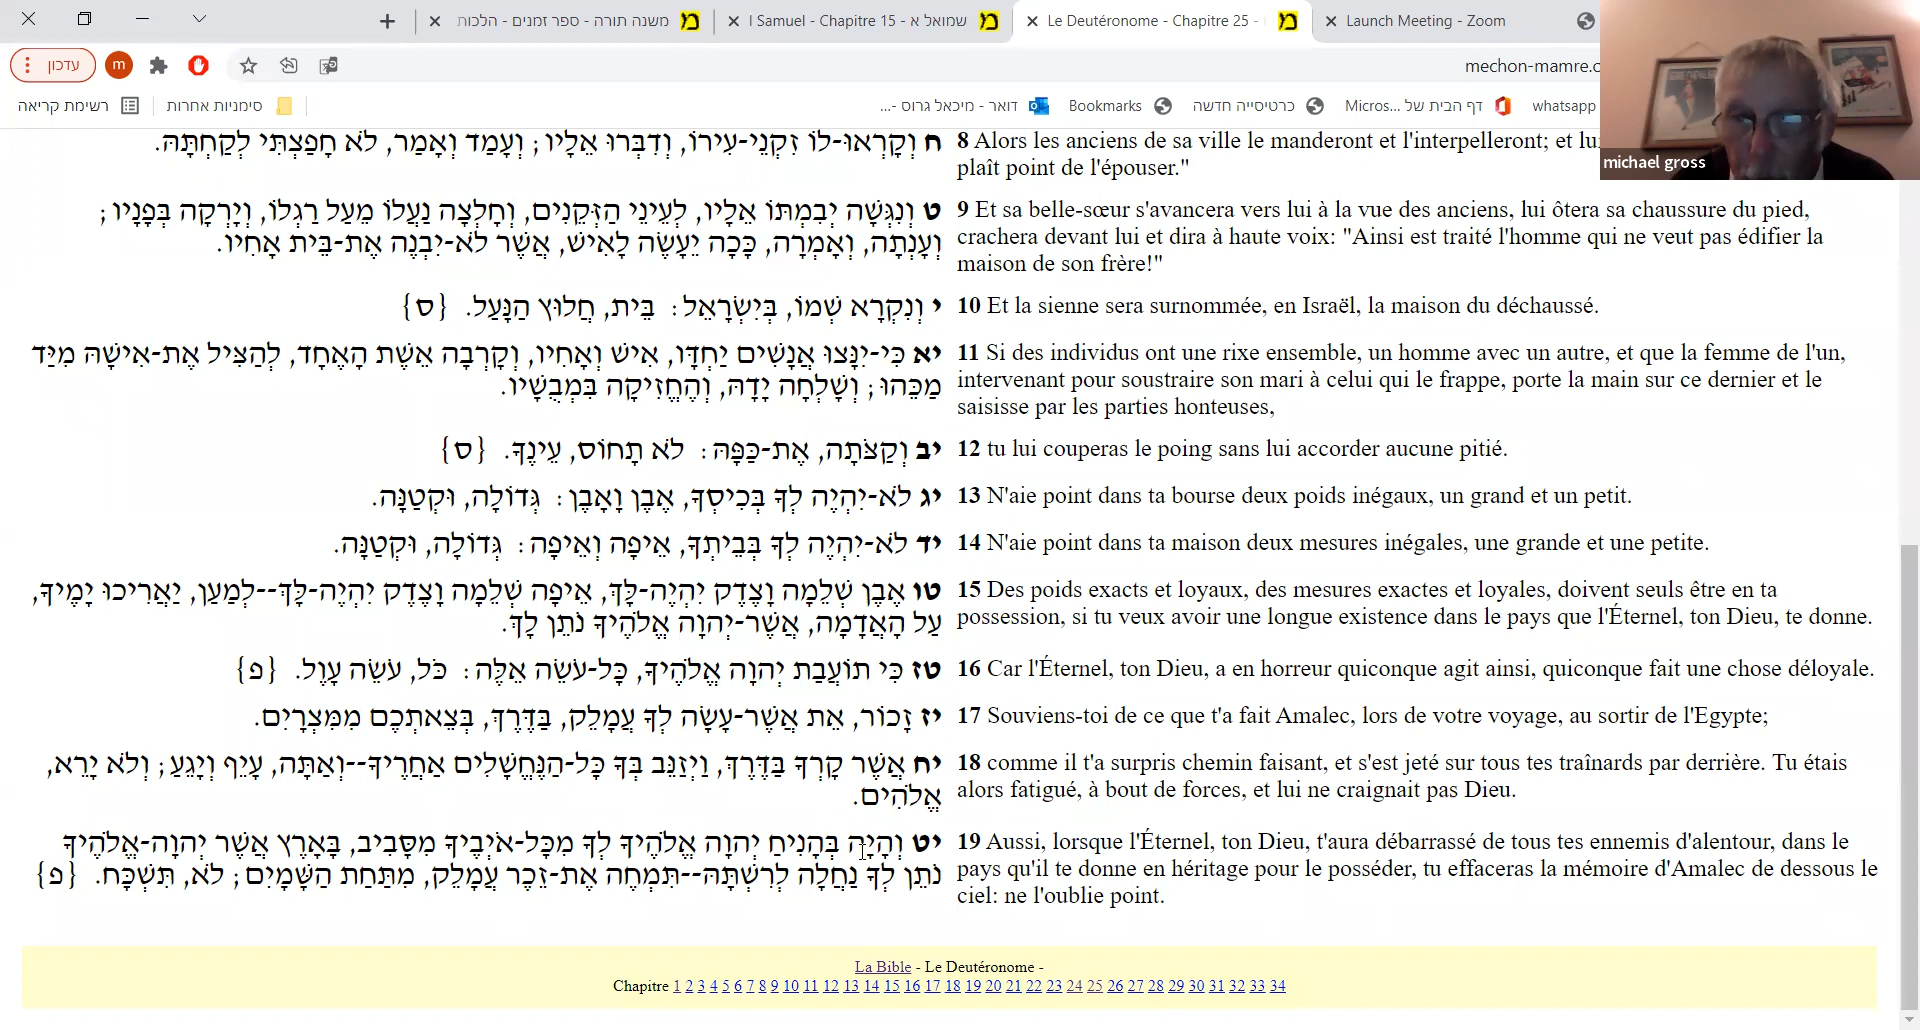 משנה תורה - ספר זמנים - הלכות
I Samuel - Chapitre 15 - שמואל א
Le Deutéronome - Chapitre 25 -
Launch Meeting - Zoom
עדכון
m
mechon-mamre.o
רשימת קריאה
סימניות אחרות
דואר - מיכאל גרוס -...
Bookmarks
כרטיסייה חדשה
דף הבית של Micros...
whatsapp
michael gross
ח וְקָרְאוּ-לוֹ זִקְנֵי-עִירוֹ, וְדִבְּרוּ אֵלָיו; וְעָמַד וְאָמַר, לֹא חָפַצְתִּי לְקַחְתָּהּ.
8 Alors les anciens de sa ville le manderont et l'interpelleront; et lu
plaît point de l'épouser."
ט וְנִגְּשָׁה יְבִמְתּוֹ אֵלָיו, לְעֵינֵי הַזְּקֵנִים, וְחָלְצָה נַעֲלוֹ מֵעַל רַגְלוֹ, וְיָרְקָה בְּפָנָיו;
וְעָנְתָה, וְאָמְרָה, כָּכָה יֵעָשֶׂה לָאִישׁ, אֲשֶׁר לֹא-יִבְנֶה אֶת-בֵּית אָחִיו.
9 Et sa belle-sœur s'avancera vers lui à la vue des anciens, lui ôtera sa chaussure du pied,
crachera devant lui et dira à haute voix: "Ainsi est traité l'homme qui ne veut pas édifier la
maison de son frère!"
י וְנִקְרָא שְׁמוֹ, בְּיִשְׂרָאֵל: בֵּית, חֲלוּץ הַנָּעַל. {ס}
10 Et la sienne sera surnommée, en Israël, la maison du déchaussé.
יא כִּי-יִנָּצוּ אֲנָשִׁים יַחְדָּו, אִישׁ וְאָחִיו, וְקָרְבָה אֵשֶׁת הָאֶחָד, לְהַצִּיל אֶת-אִישָׁהּ מִיַּד
מַכֵּהוּ; וְשָׁלְחָה יָדָהּ, וְהֶחֱזִיקָה בִּמְבֻשָׁיו.
11 Si des individus ont une rixe ensemble, un homme avec un autre, et que la femme de l'un,
intervenant pour soustraire son mari à celui qui le frappe, porte la main sur ce dernier et le
saisisse par les parties honteuses,
יב וְקַצֹּתָה, אֶת-כַּפָּהּ: לֹא תָחוֹס, עֵינֶךָ. {ס}
12 tu lui couperas le poing sans lui accorder aucune pitié.
יג לֹא-יִהְיֶה לְךָ בְּכִיסְךָ, אֶבֶן וָאָבֶן: גְּדוֹלָה, וּקְטַנָּה.
13 N'aie point dans ta bourse deux poids inégaux, un grand et un petit.
יד לֹא-יִהְיֶה לְךָ בְּבֵיתְךָ, אֵיפָה וְאֵיפָה: גְּדוֹלָה, וּקְטַנָּה.
14 N'aie point dans ta maison deux mesures inégales, une grande et une petite.
טו אֶבֶן שְׁלֵמָה וָצֶדֶק יִהְיֶה-לָּךְ, אֵיפָה שְׁלֵמָה וָצֶדֶק יִהְיֶה-לָּךְ--לְמַעַן, יַאֲרִיכוּ יָמֶיךָ,
עַל הָאֲדָמָה, אֲשֶׁר-יְהוָה אֱלֹהֶיךָ נֹתֵן לָךְ.
15 Des poids exacts et loyaux, des mesures exactes et loyales, doivent seuls être en ta
possession, si tu veux avoir une longue existence dans le pays que l'Éternel, ton Dieu, te donne.
טז כִּי תוֹעֲבַת יְהוָה אֱלֹהֶיךָ, כָּל-עֹשֵׂה אֵלֶּה: כֹּל, עֹשֵׂה עָוֶל. {פ}
16 Car l'Éternel, ton Dieu, a en horreur quiconque agit ainsi, quiconque fait une chose déloyale.
יז זָכוֹר, אֵת אֲשֶׁר-עָשָׂה לְךָ עֲמָלֵק, בַּדֶּרֶךְ, בְּצֵאתְכֶם מִמִּצְרָיִם.
17 Souviens-toi de ce que t'a fait Amalec, lors de votre voyage, au sortir de l'Egypte;
יח אֲשֶׁר קָרְךָ בַּדֶּרֶךְ, וַיְזַנֵּב בְּךָ כָּל-הַנֶּחֱשָׁלִים אַחֲרֶיךָ--וְאַתָּה, עָיֵף וְיָגֵעַ; וְלֹא יָרֵא,
אֱלֹהִים.
18 comme il t'a surpris chemin faisant, et s'est jeté sur tous tes traînards par derrière. Tu étais
alors fatigué, à bout de forces, et lui ne craignait pas Dieu.
יט וְהָיָה בְּהָנִיחַ יְהוָה אֱלֹהֶיךָ לְךָ מִכָּל-אֹיְבֶיךָ מִסָּבִיב, בָּאָרֶץ אֲשֶׁר יְהוָה-אֱלֹהֶיךָ
נֹתֵן לְךָ נַחֲלָה לְרִשְׁתָּהּ--תִּמְחֶה אֶת-זֵכֶר עֲמָלֵק, מִתַּחַת הַשָּׁמָיִם; לֹא, תִּשְׁכָּח. {פ}
19 Aussi, lorsque l'Éternel, ton Dieu, t'aura débarrassé de tous tes ennemis d'alentour, dans le
pays qu'il te donne en héritage pour le posséder, tu effaceras la mémoire d'Amalec de dessous le
ciel: ne l'oublie point.
La Bible - Le Deutéronome -
Chapitre 1 2 3 4 5 6 7 8 9 10 11 12 13 14 15 16 17 18 19 20 21 22 23 24 25 26 27 28 29 30 31 32 33 34